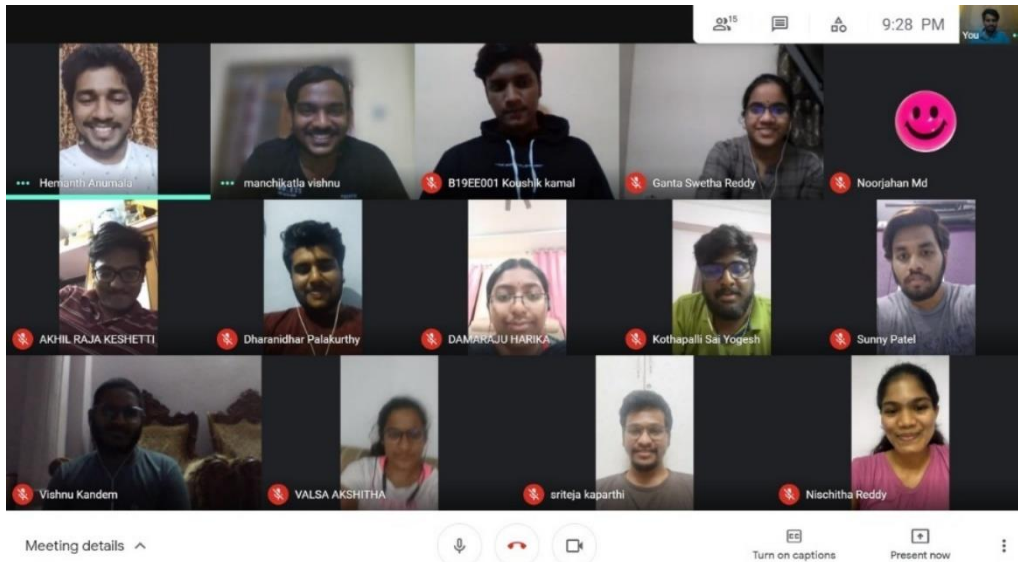 15
9:28 PM
You
Hemanth Anumala
manchikatla vishnu
B19EE001 Koushik kamal
Ganta Swetha Reddy
Noorjahan Md
AKHIL RAJA KESHETTI
Dharanidhar Palakurthy
DAMARAJU HARIKA
Kothapalli Sai Yogesh
Sunny Patel
Vishnu Kandem
VALSA AKSHITHA
sriteja kaparthi
Nischitha Reddy
Meeting details
CC
Turn on captions
Present now